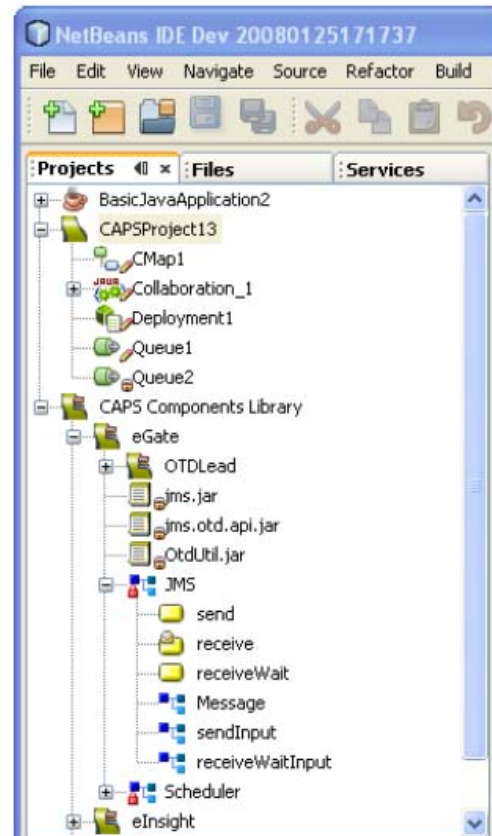 NetBeans IDE Dev 20080125171737
File Edit View Navigate Source Refactor Build
Projects Files Services
BasicJavaApplication2
CAPSProject13
CMap1
JAVA
Collaboration_1
Deployment1
Queue1
Queue2
CAPS Components Library
eGate
OTDLead
jms.jar
jms.otd.api.jar
OtdUtil.jar
JMS
send
receive
receiveWait
Message
sendInput
receiveWaitInput
Scheduler
eInsight